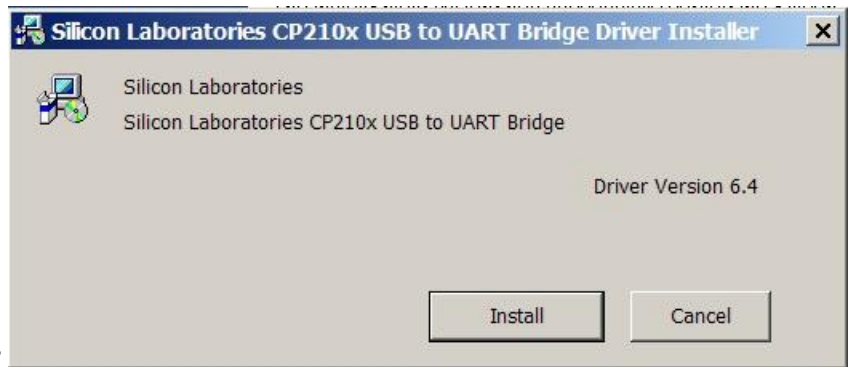 Silicon Laboratories CP210x USB to UART Bridge Driver Installer
Silicon Laboratories
Silicon Laboratories CP210x USB to UART Bridge
Driver Version 6.4
Install
Cancel